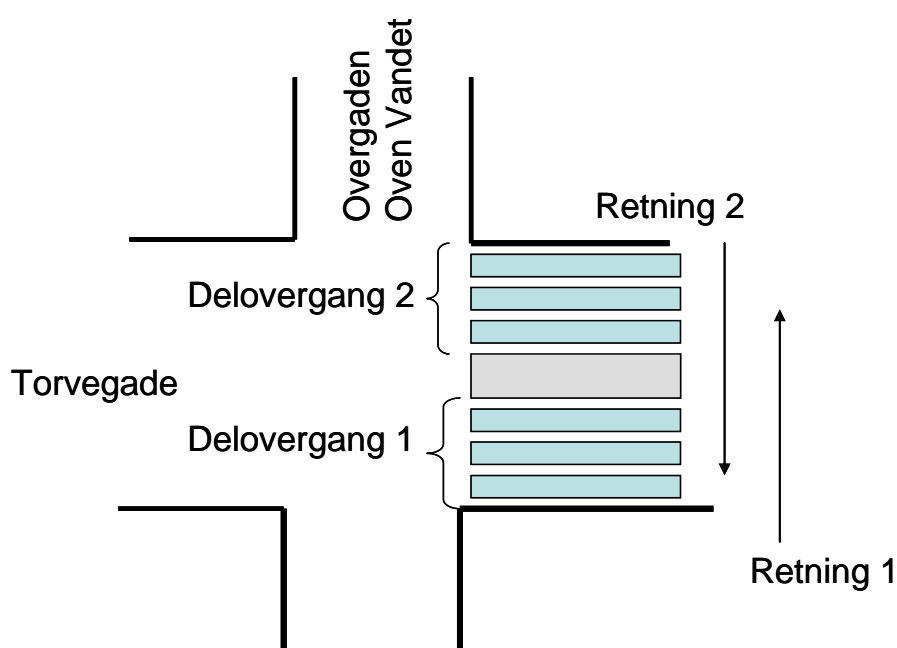 Overgaden
Oven Vandet
Retning 2
Delovergang 2
Torvegade
Delovergang 1
Retning 1